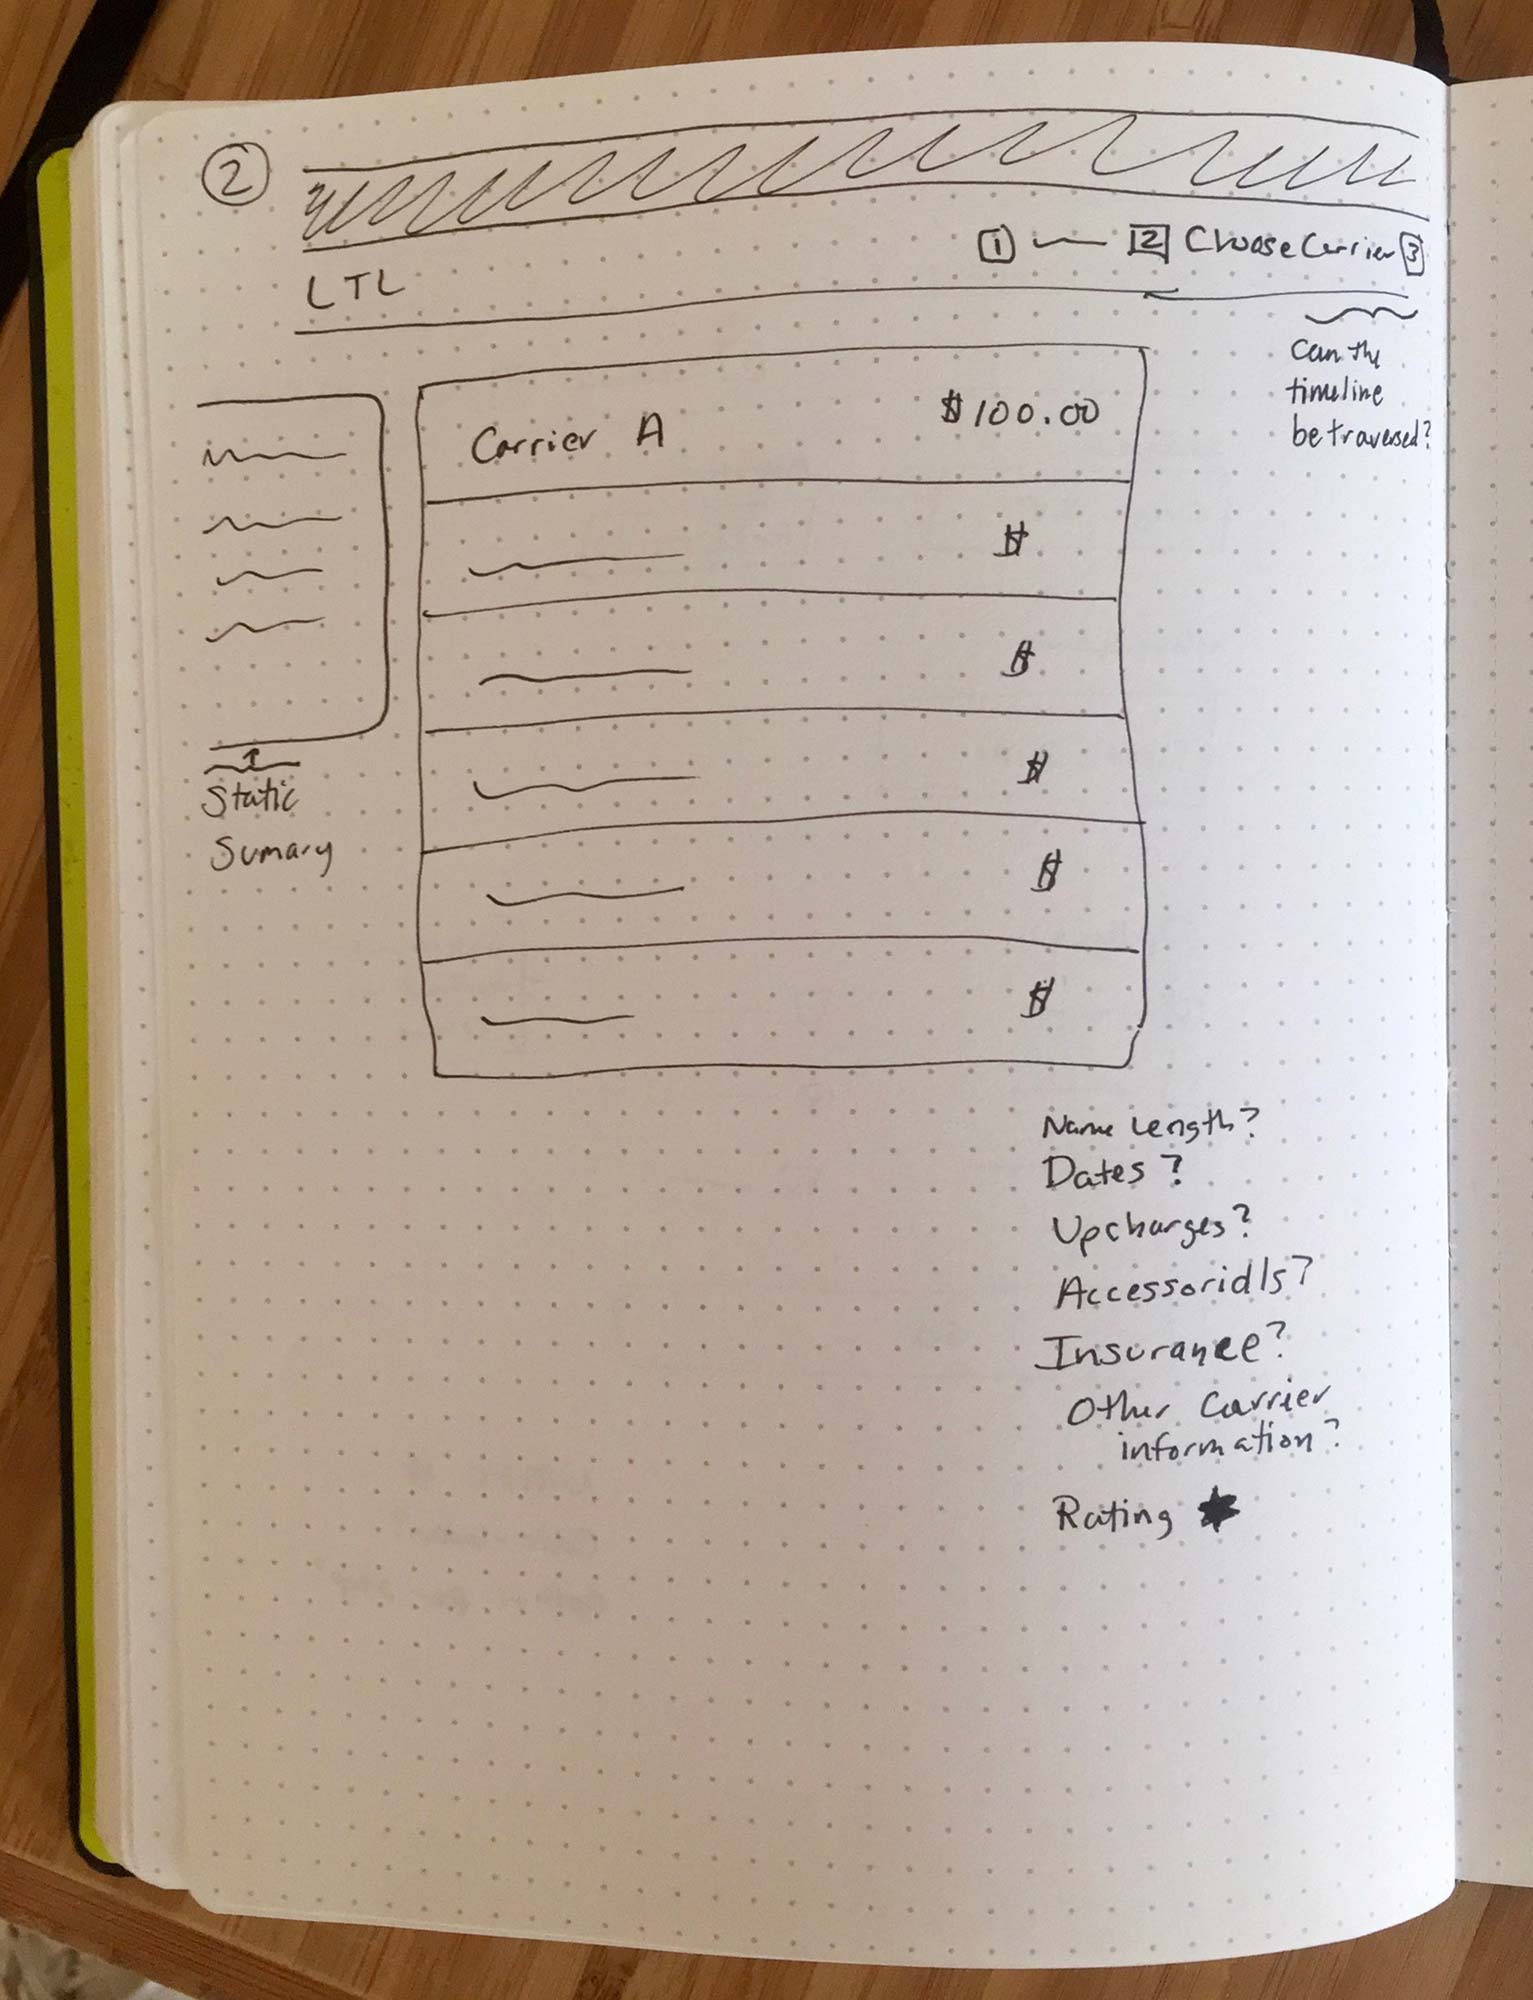 2
1 2 Choose Carrier 3
LTL
Can the
timeline
be traversed?
Carrier A $100.00
$
$
$
$
$
Static
Sumary
Name Length?
Dates?
Upcharges?
Accessorials?
Insurance?
Other Carrier
information?
Rating ★